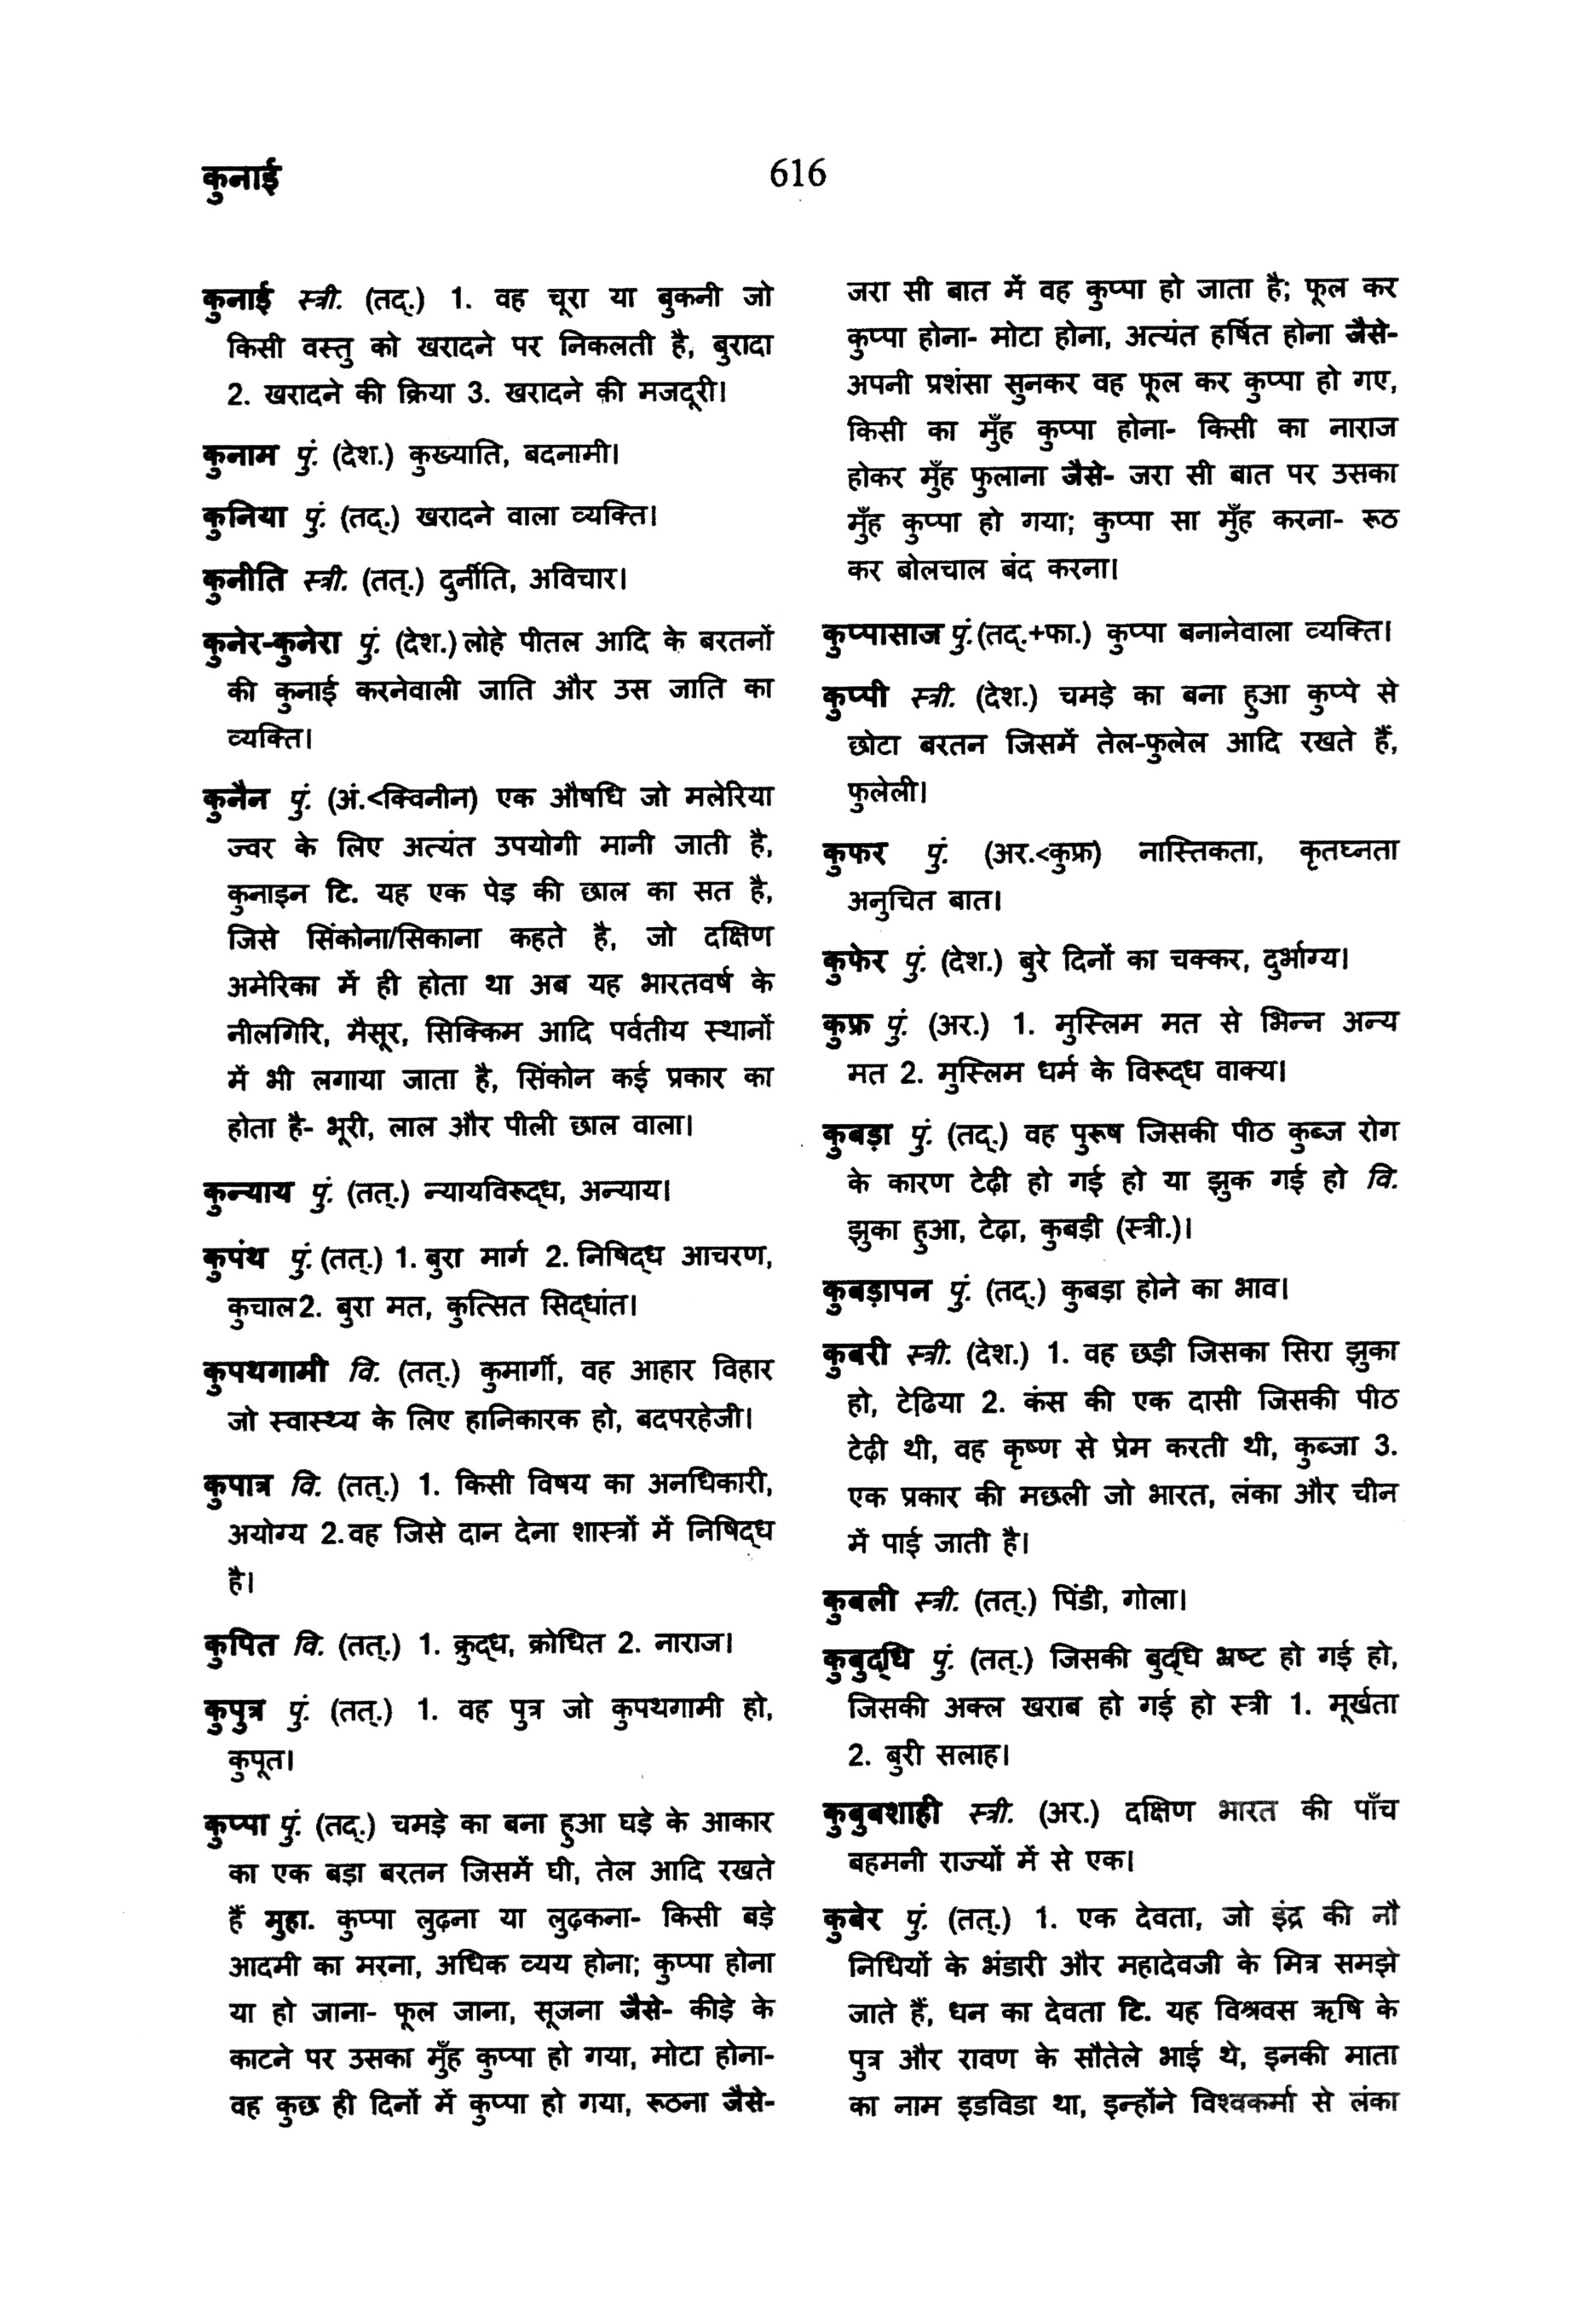 कुनाई
616
कुनाई स्त्री. (तद्.) 1. वह चूरा या बुकनी जो
किसी वस्तु को खरादने पर निकलती है, बुरादा
2. खरादने की क्रिया 3. खरादने की मजदूरी।
कुनाम पुं. (देश.) कुख्याति, बदनामी।
कुनिया पुं. (तद्.) खरादने वाला व्यक्ति।
कुनीति स्त्री. (तत्.) दुर्नीति, अविचार।
कुनेर-कुनेरा पुं. (देश.) लोहे पीतल आदि के बरतनों
की कुनाई करनेवाली जाति और उस जाति का
व्यक्ति।
कुनैन पुं. (अं.<क्विनीन) एक औषधि जो मलेरिया
ज्वर के लिए अत्यंत उपयोगी मानी जाती है,
कुनाइन टि. यह एक पेड़ की छाल का सत है,
जिसे सिंकोना/सिकाना कहते है, जो दक्षिण
अमेरिका में ही होता था अब यह भारतवर्ष के
नीलगिरि, मैसूर, सिक्किम आदि पर्वतीय स्थानों
में भी लगाया जाता है, सिंकोन कई प्रकार का
होता है- भूरी, लाल और पीली छाल वाला।
कुन्याय पुं. (तत्.) न्यायविरूद्ध, अन्याय।
कुपंथ पुं. (तत्.) 1. बुरा मार्ग 2. निषिद्ध आचरण,
कुचाल2. बुरा मत, कुत्सित सिद्धांत।
कुपथगामी वि. (तत्.) कुमार्गी, वह आहार विहार
जो स्वास्थ्य के लिए हानिकारक हो, बदपरहेजी।
कुपात्र वि. (तत्.) 1. किसी विषय का अनधिकारी,
अयोग्य 2.वह जिसे दान देना शास्त्रों में निषिद्ध
है।
कुपित वि. (तत्.) 1. क्रुद्ध, क्रोधित 2. नाराज।
कुपुत्र पुं. (तत्.) 1. वह पुत्र जो कुपथगामी हो,
कुपूत।
कुप्पा पुं. (तद्.) चमड़े का बना हुआ घड़े के आकार
का एक बड़ा बरतन जिसमें घी, तेल आदि रखते
हैं मुहा. कुप्पा लुढ़ना या लुढ़कना- किसी बड़े
आदमी का मरना, अधिक व्यय होना; कुप्पा होना
या हो जाना- फूल जाना, सूजना जैसे- कीड़े के
काटने पर उसका मुँह कुप्पा हो गया, मोटा होना-
वह कुछ ही दिनों में कुप्पा हो गया, रूठना जैसे-
जरा सी बात में वह कुप्पा हो जाता है; फूल कर
कुप्पा होना- मोटा होना, अत्यंत हर्षित होना जैसे-
अपनी प्रशंसा सुनकर वह फूल कर कुप्पा हो गए,
किसी का मुँह कुप्पा होना- किसी का नाराज
होकर मुँह फुलाना जैसे- जरा सी बात पर उसका
मुँह कुप्पा हो गया; कुप्पा सा मुँह करना- रूठ
कर बोलचाल बंद करना।
कुप्पासाज पुं.(तद्.+फा.) कुप्पा बनानेवाला व्यक्ति।
कुप्पी स्त्री. (देश.) चमड़े का बना हुआ कुप्पे से
छोटा बरतन जिसमें तेल-फुलेल आदि रखते हैं,
फुलेली।
कुफर पुं. (अर.<कुफ्र) नास्तिकता, कृतघ्नता
अनुचित बात।
कुफेर पुं. (देश.) बुरे दिनों का चक्कर, दुर्भाग्य।
कुफ्र पुं. (अर.) 1. मुस्लिम मत से भिन्न अन्य
मत 2. मुस्लिम धर्म के विरूद्ध वाक्य।
कुबड़ा पुं. (तद्.) वह पुरूष जिसकी पीठ कुब्ज रोग
के कारण टेढ़ी हो गई हो या झुक गई हो वि.
झुका हुआ, टेढ़ा, कुबड़ी (स्त्री.)।
कुबड़ापन पुं. (तद्.) कुबड़ा होने का भाव।
कुबरी स्त्री. (देश.) 1. वह छड़ी जिसका सिरा झुका
हो, टेढ़िया 2. कंस की एक दासी जिसकी पीठ
टेढ़ी थी, वह कृष्ण से प्रेम करती थी, कुब्जा 3.
एक प्रकार की मछली जो भारत, लंका और चीन
में पाई जाती है।
कुबली स्त्री. (तत्.) पिंडी, गोला।
कुबुद्धि पुं. (तत्.) जिसकी बुद्धि भ्रष्ट हो गई हो,
जिसकी अक्ल खराब हो गई हो स्त्री 1. मूर्खता
2. बुरी सलाह।
कुबुबशाही स्त्री. (अर.) दक्षिण भारत की पाँच
बहमनी राज्यों में से एक।
कुबेर पुं. (तत्.) 1. एक देवता, जो इंद्र की नौ
निधियों के भंडारी और महादेवजी के मित्र समझे
जाते हैं, धन का देवता टि. यह विश्रवस ऋषि के
पुत्र और रावण के सौतेले भाई थे, इनकी माता
का नाम इडविडा था, इन्होंने विश्वकर्मा से लंका